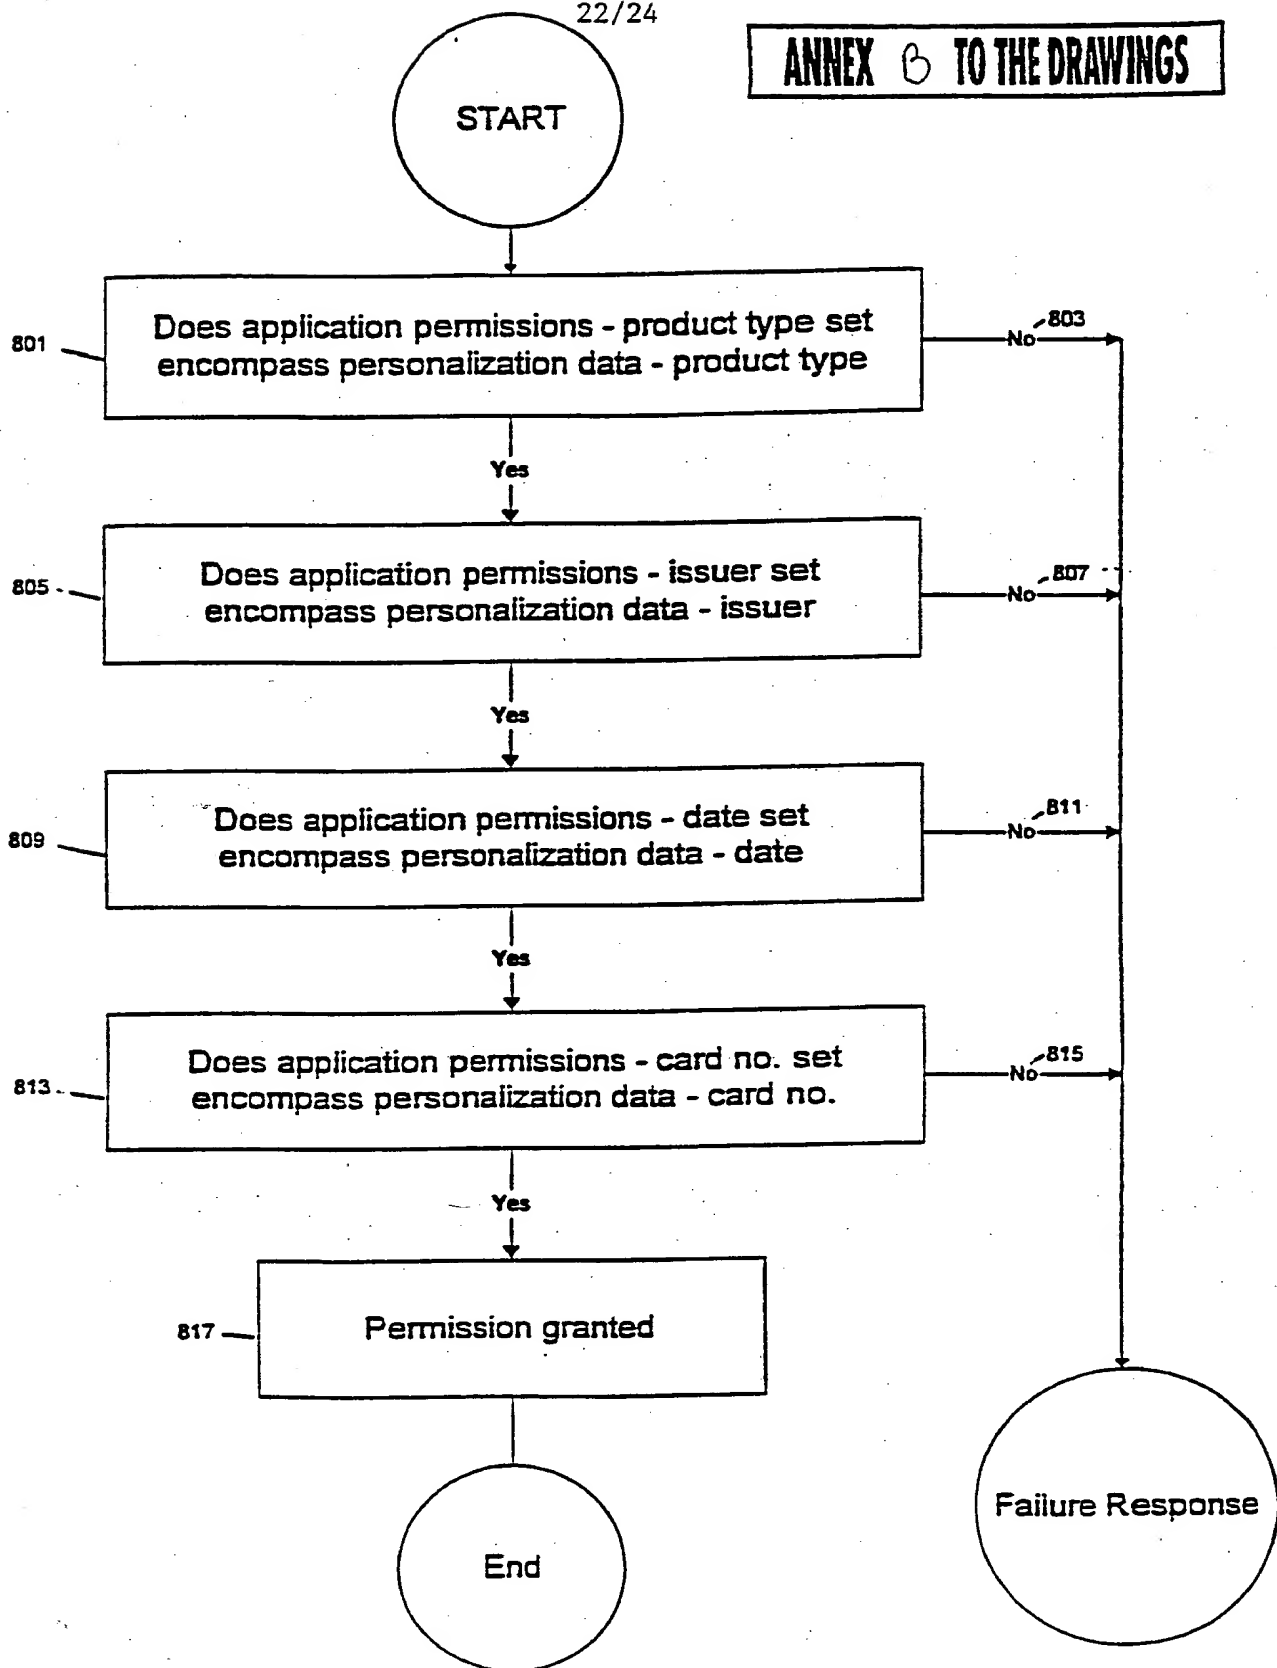 22/24
ANNEX B TO THE DRAWINGS
START
801
Does application permissions - product type set
encompass personalization data - product type
No
803
Yes
805
Does application permissions - issuer set
encompass personalization data - issuer
No
807
Yes
809
Does application permissions - date set
encompass personalization data - date
No
811
Yes
813
Does application permissions - card no. set
encompass personalization data - card no.
No
815
Yes
817
Permission granted
Failure Response
End